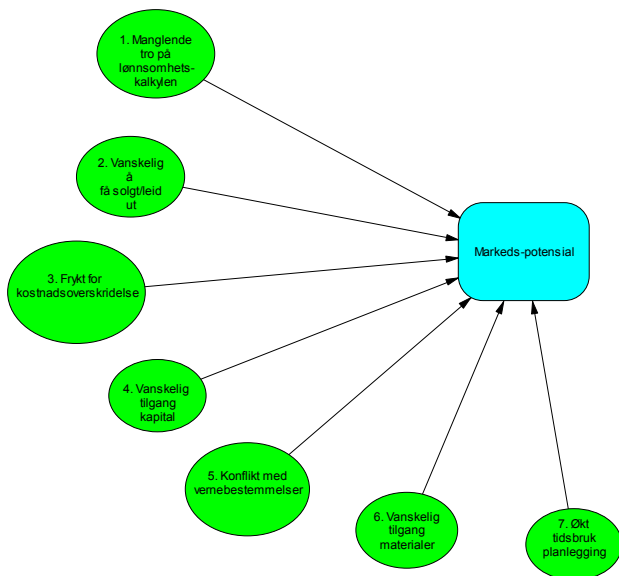 1. Manglende
tro på
lønnsomhets-
kalkylen
2. Vanskelig
å
få solgt/leid
ut
Markeds-potensial
3. Frykt for
kostnadsoverskridelse
4. Vanskelig
tilgang
kapital
5. Konflikt med
vernebestemmelser
6. Vanskelig
tilgang
materialer
7. Økt
tidsbruk
planlegging